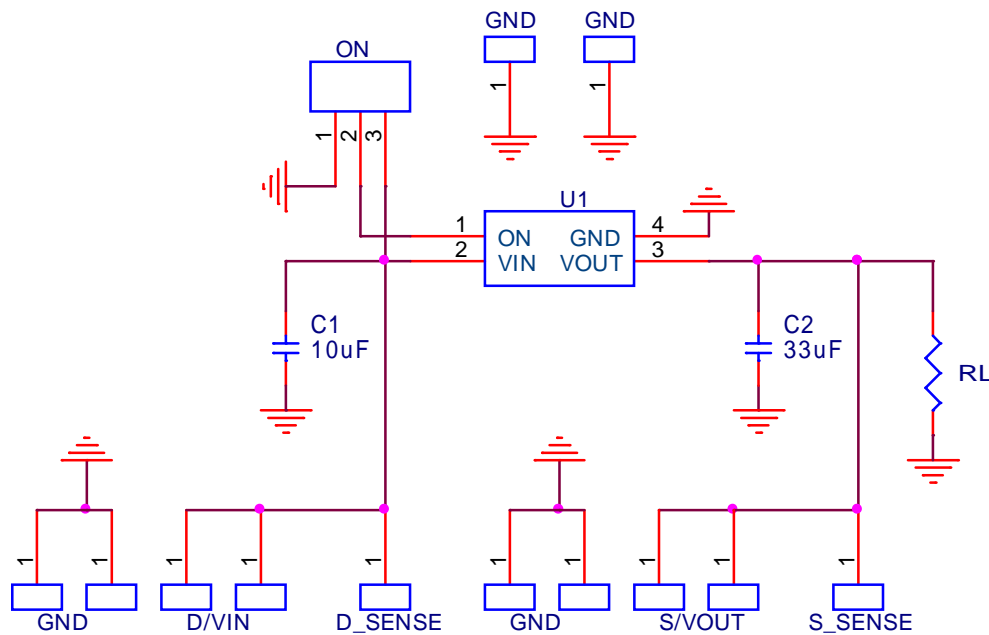 GND GND
ON
1 2 3 1 1
U1
1 ON GND 4
2 VIN VOUT 3
C1 C2
10uF 33uF
RL
1 1 1 1 1 1 1 1 1 1
GND D/VIN D_SENSE GND S/VOUT S_SENSE